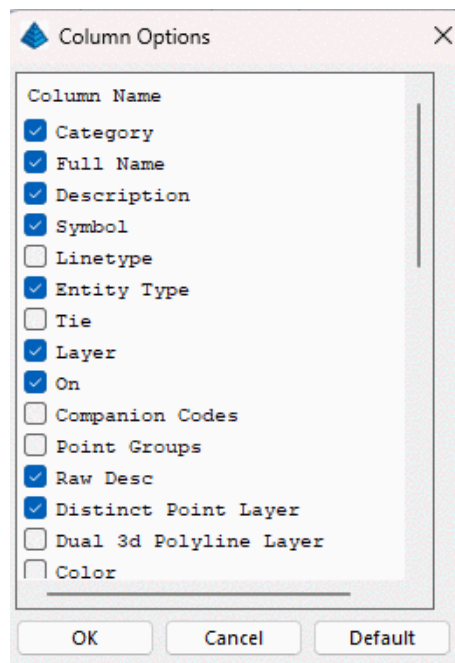 Column Options
Column Name
Category
Full Name
Description
Symbol
Linetype
Entity Type
Tie
Layer
On
Companion Codes
Point Groups
Raw Desc
Distinct Point Layer
Dual 3d Polyline Layer
Color
OK Cancel Default